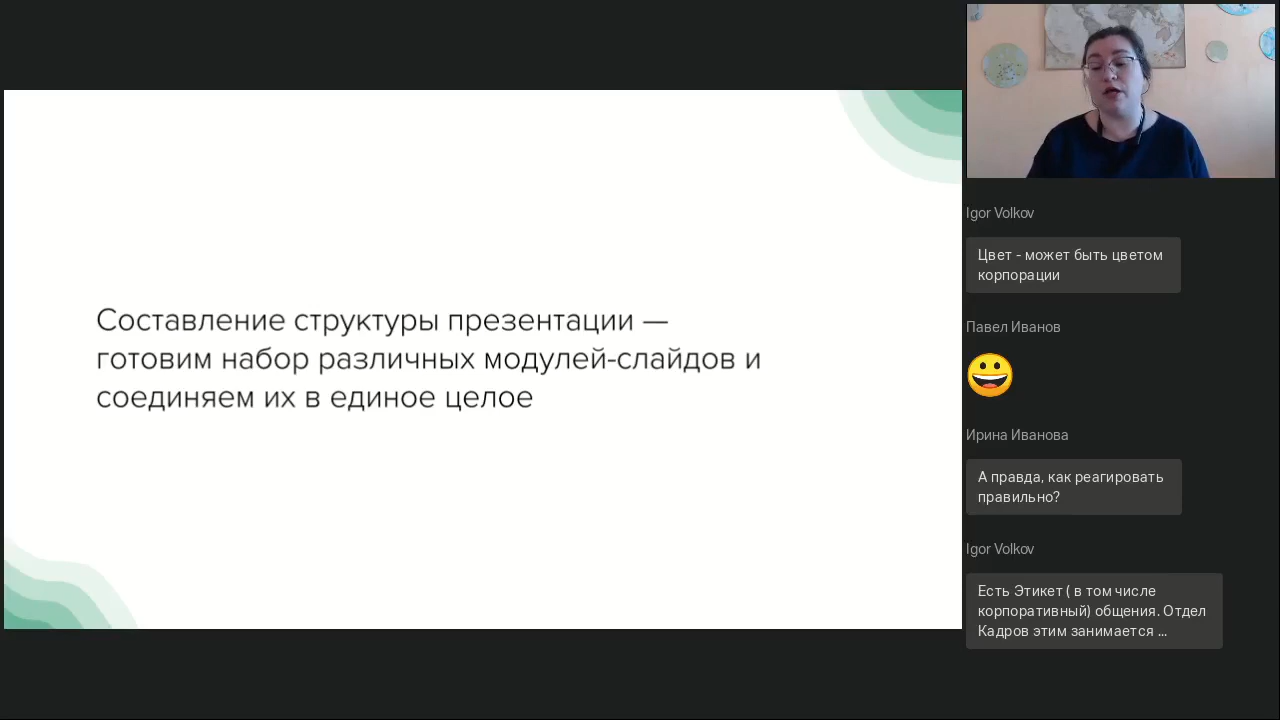 Составление структуры презентации —
готовим набор различных модулей-слайдов и
соединяем их в единое целое
Igor Volkov
Цвет - может быть цветом
корпорации
Павел Иванов
Ирина Иванова
А правда, как реагировать
правильно?
Igor Volkov
Есть Этикет ( в том числе
корпоративный) общения. Отдел
Кадров этим занимается ...